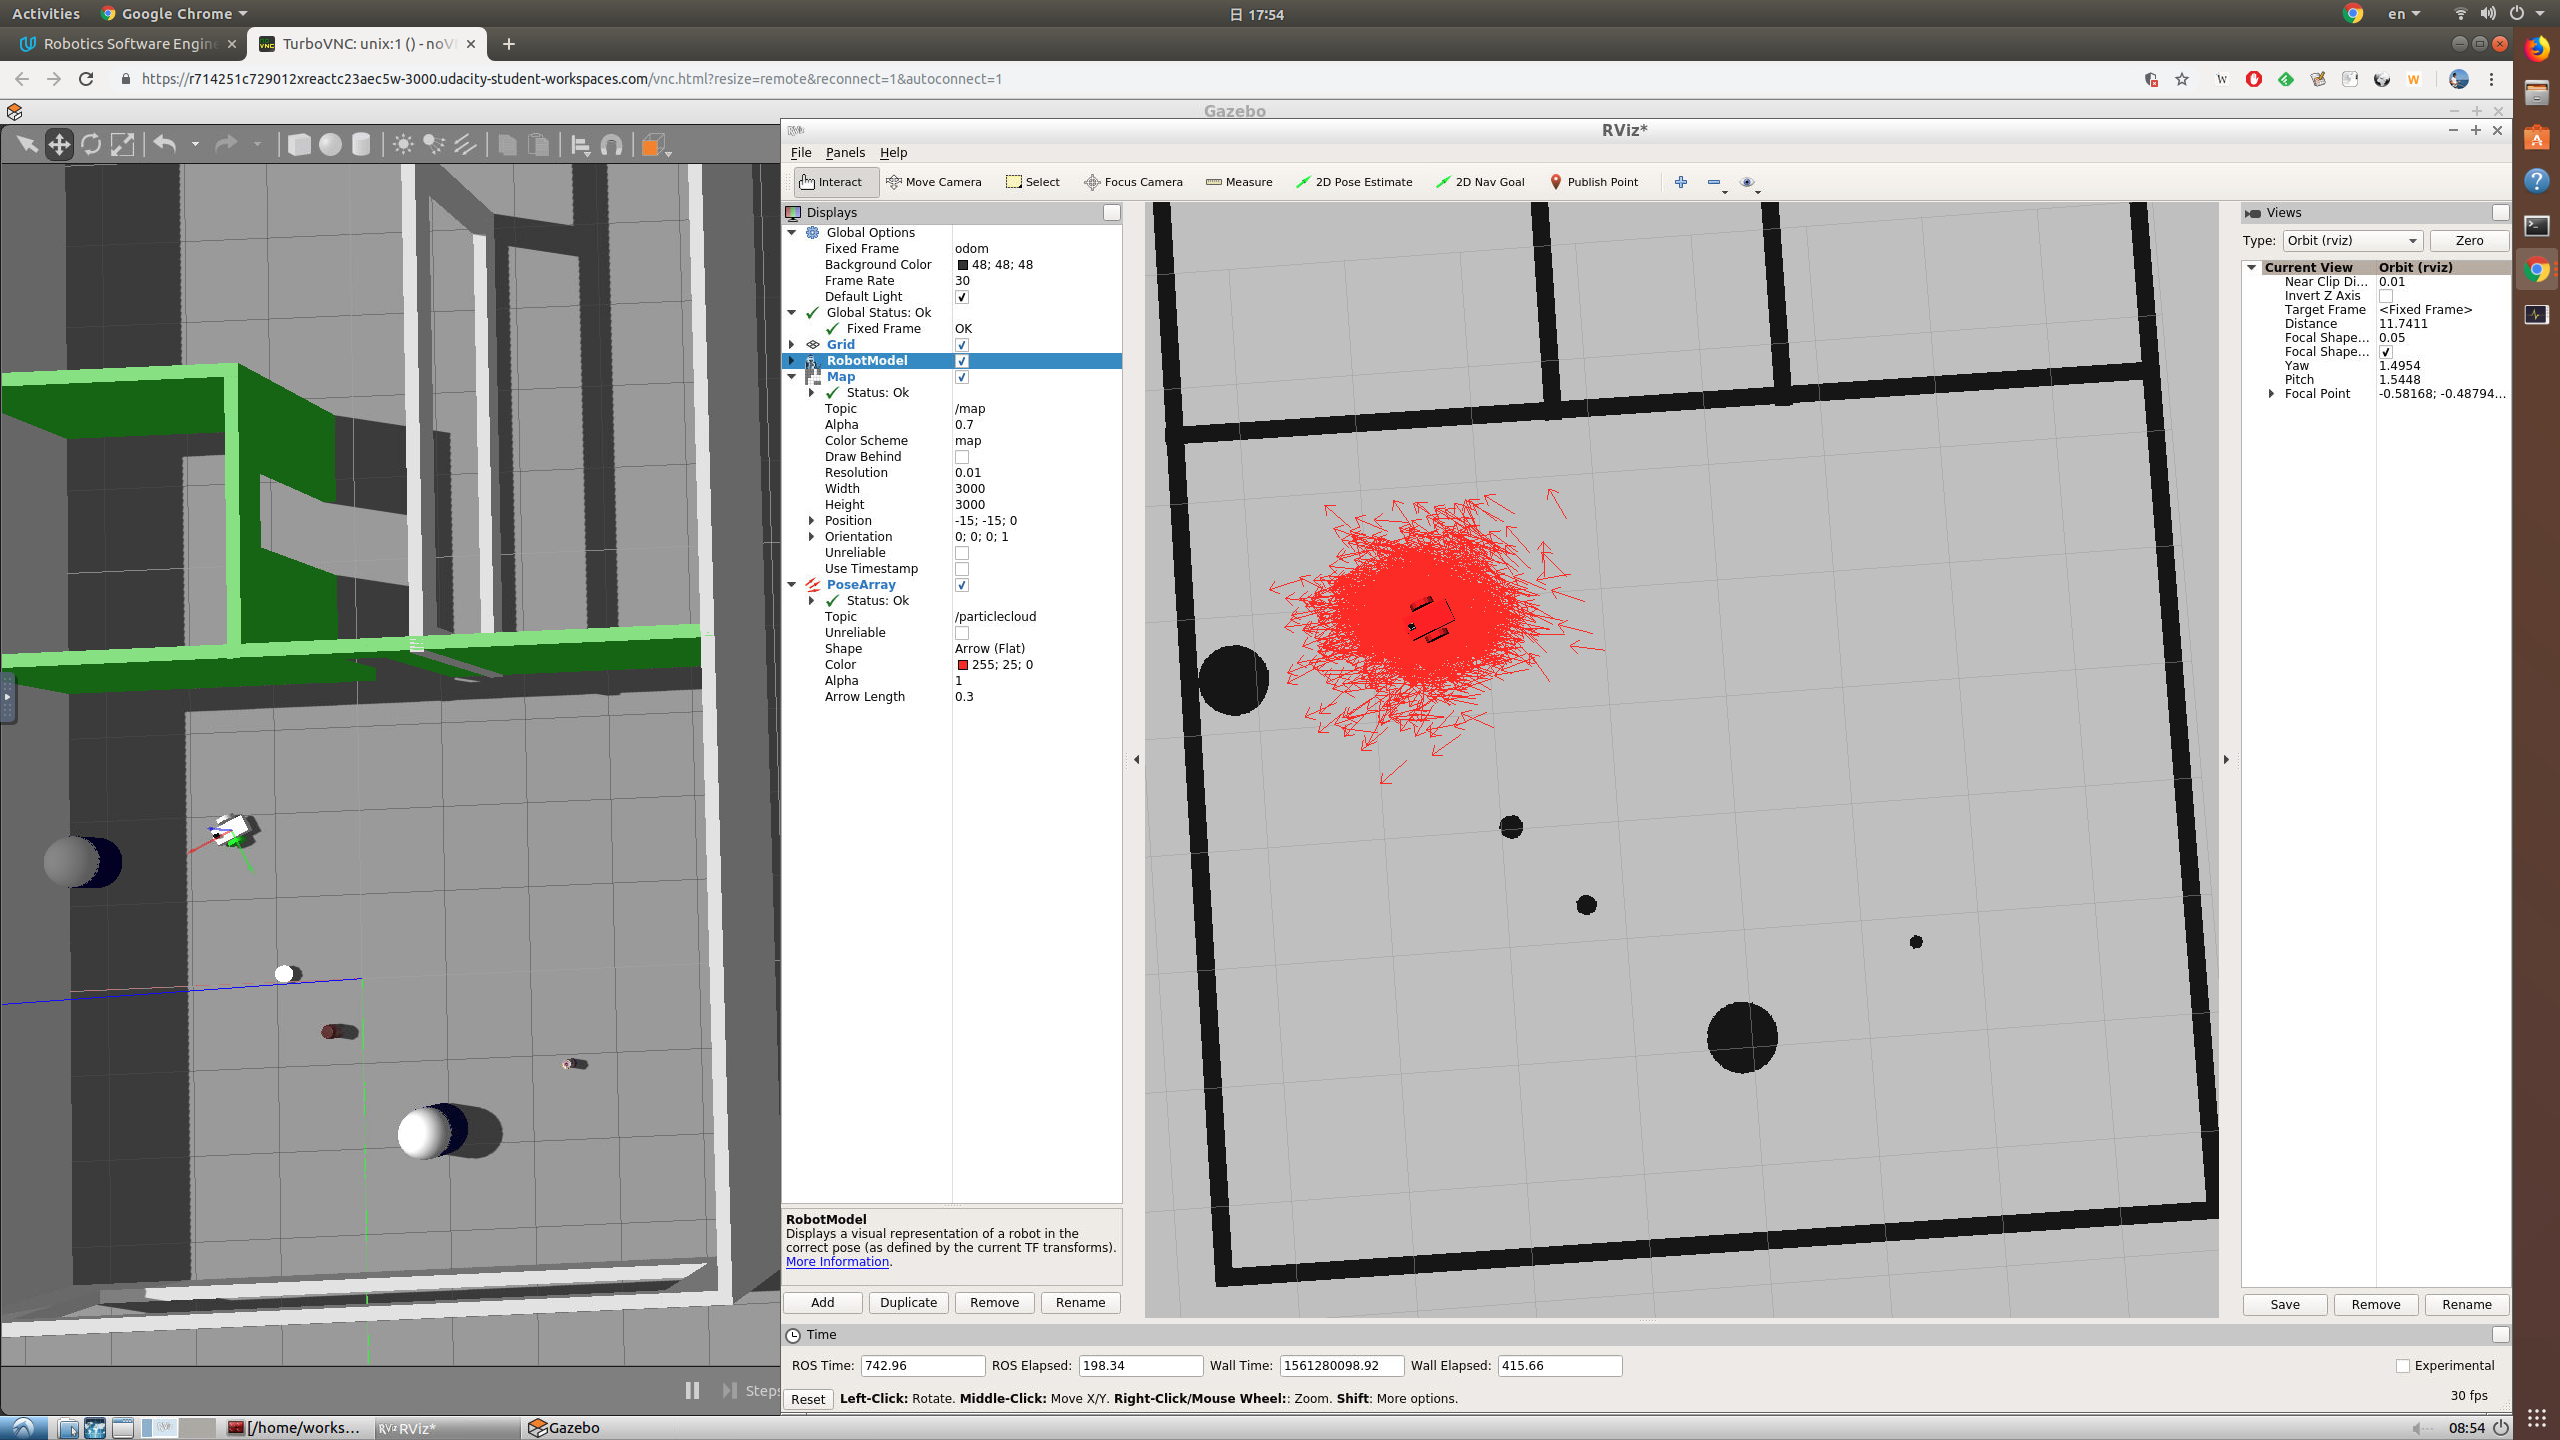 Activities Google Chrome 日 17:54 en
Robotics Software Engine TurboVNC: unix:1 () - noV
https://r714251c729012xreactc23aec5w-3000.udacity-student-workspaces.com/vnc.html?resize=remote&reconnect=1&autoconnect=1
Gazebo
RViz*
File Panels Help
Interact Move Camera Select Focus Camera Measure 2D Pose Estimate 2D Nav Goal Publish Point
Displays
Global Options
Fixed Frame odom
Background Color 48; 48; 48
Frame Rate 30
Default Light
Global Status: Ok
Fixed Frame OK
Grid
RobotModel
Map
Status: Ok
Topic /map
Alpha 0.7
Color Scheme map
Draw Behind
Resolution 0.01
Width 3000
Height 3000
Position -15; -15; 0
Orientation 0; 0; 0; 1
Unreliable
Use Timestamp
PoseArray
Status: Ok
Topic /particlecloud
Unreliable
Shape Arrow (Flat)
Color 255; 25; 0
Alpha 1
Arrow Length 0.3
RobotModel
Displays a visual representation of a robot in the
correct pose (as defined by the current TF transforms).
More Information.
Add Duplicate Remove Rename
Views
Type: Orbit (rviz) Zero
Current View Orbit (rviz)
Near Clip Di... 0.01
Invert Z Axis
Target Frame <Fixed Frame>
Distance 11.7411
Focal Shape... 0.05
Focal Shape...
Yaw 1.4954
Pitch 1.5448
Focal Point -0.58168; -0.48794...
Save Remove Rename
Time
ROS Time: 742.96 ROS Elapsed: 198.34 Wall Time: 1561280098.92 Wall Elapsed: 415.66 Experimental
Steps
Reset Left-Click: Rotate. Middle-Click: Move X/Y. Right-Click/Mouse Wheel:: Zoom. Shift: More options. 30 fps
[/home/works... RViz* Gazebo 08:54